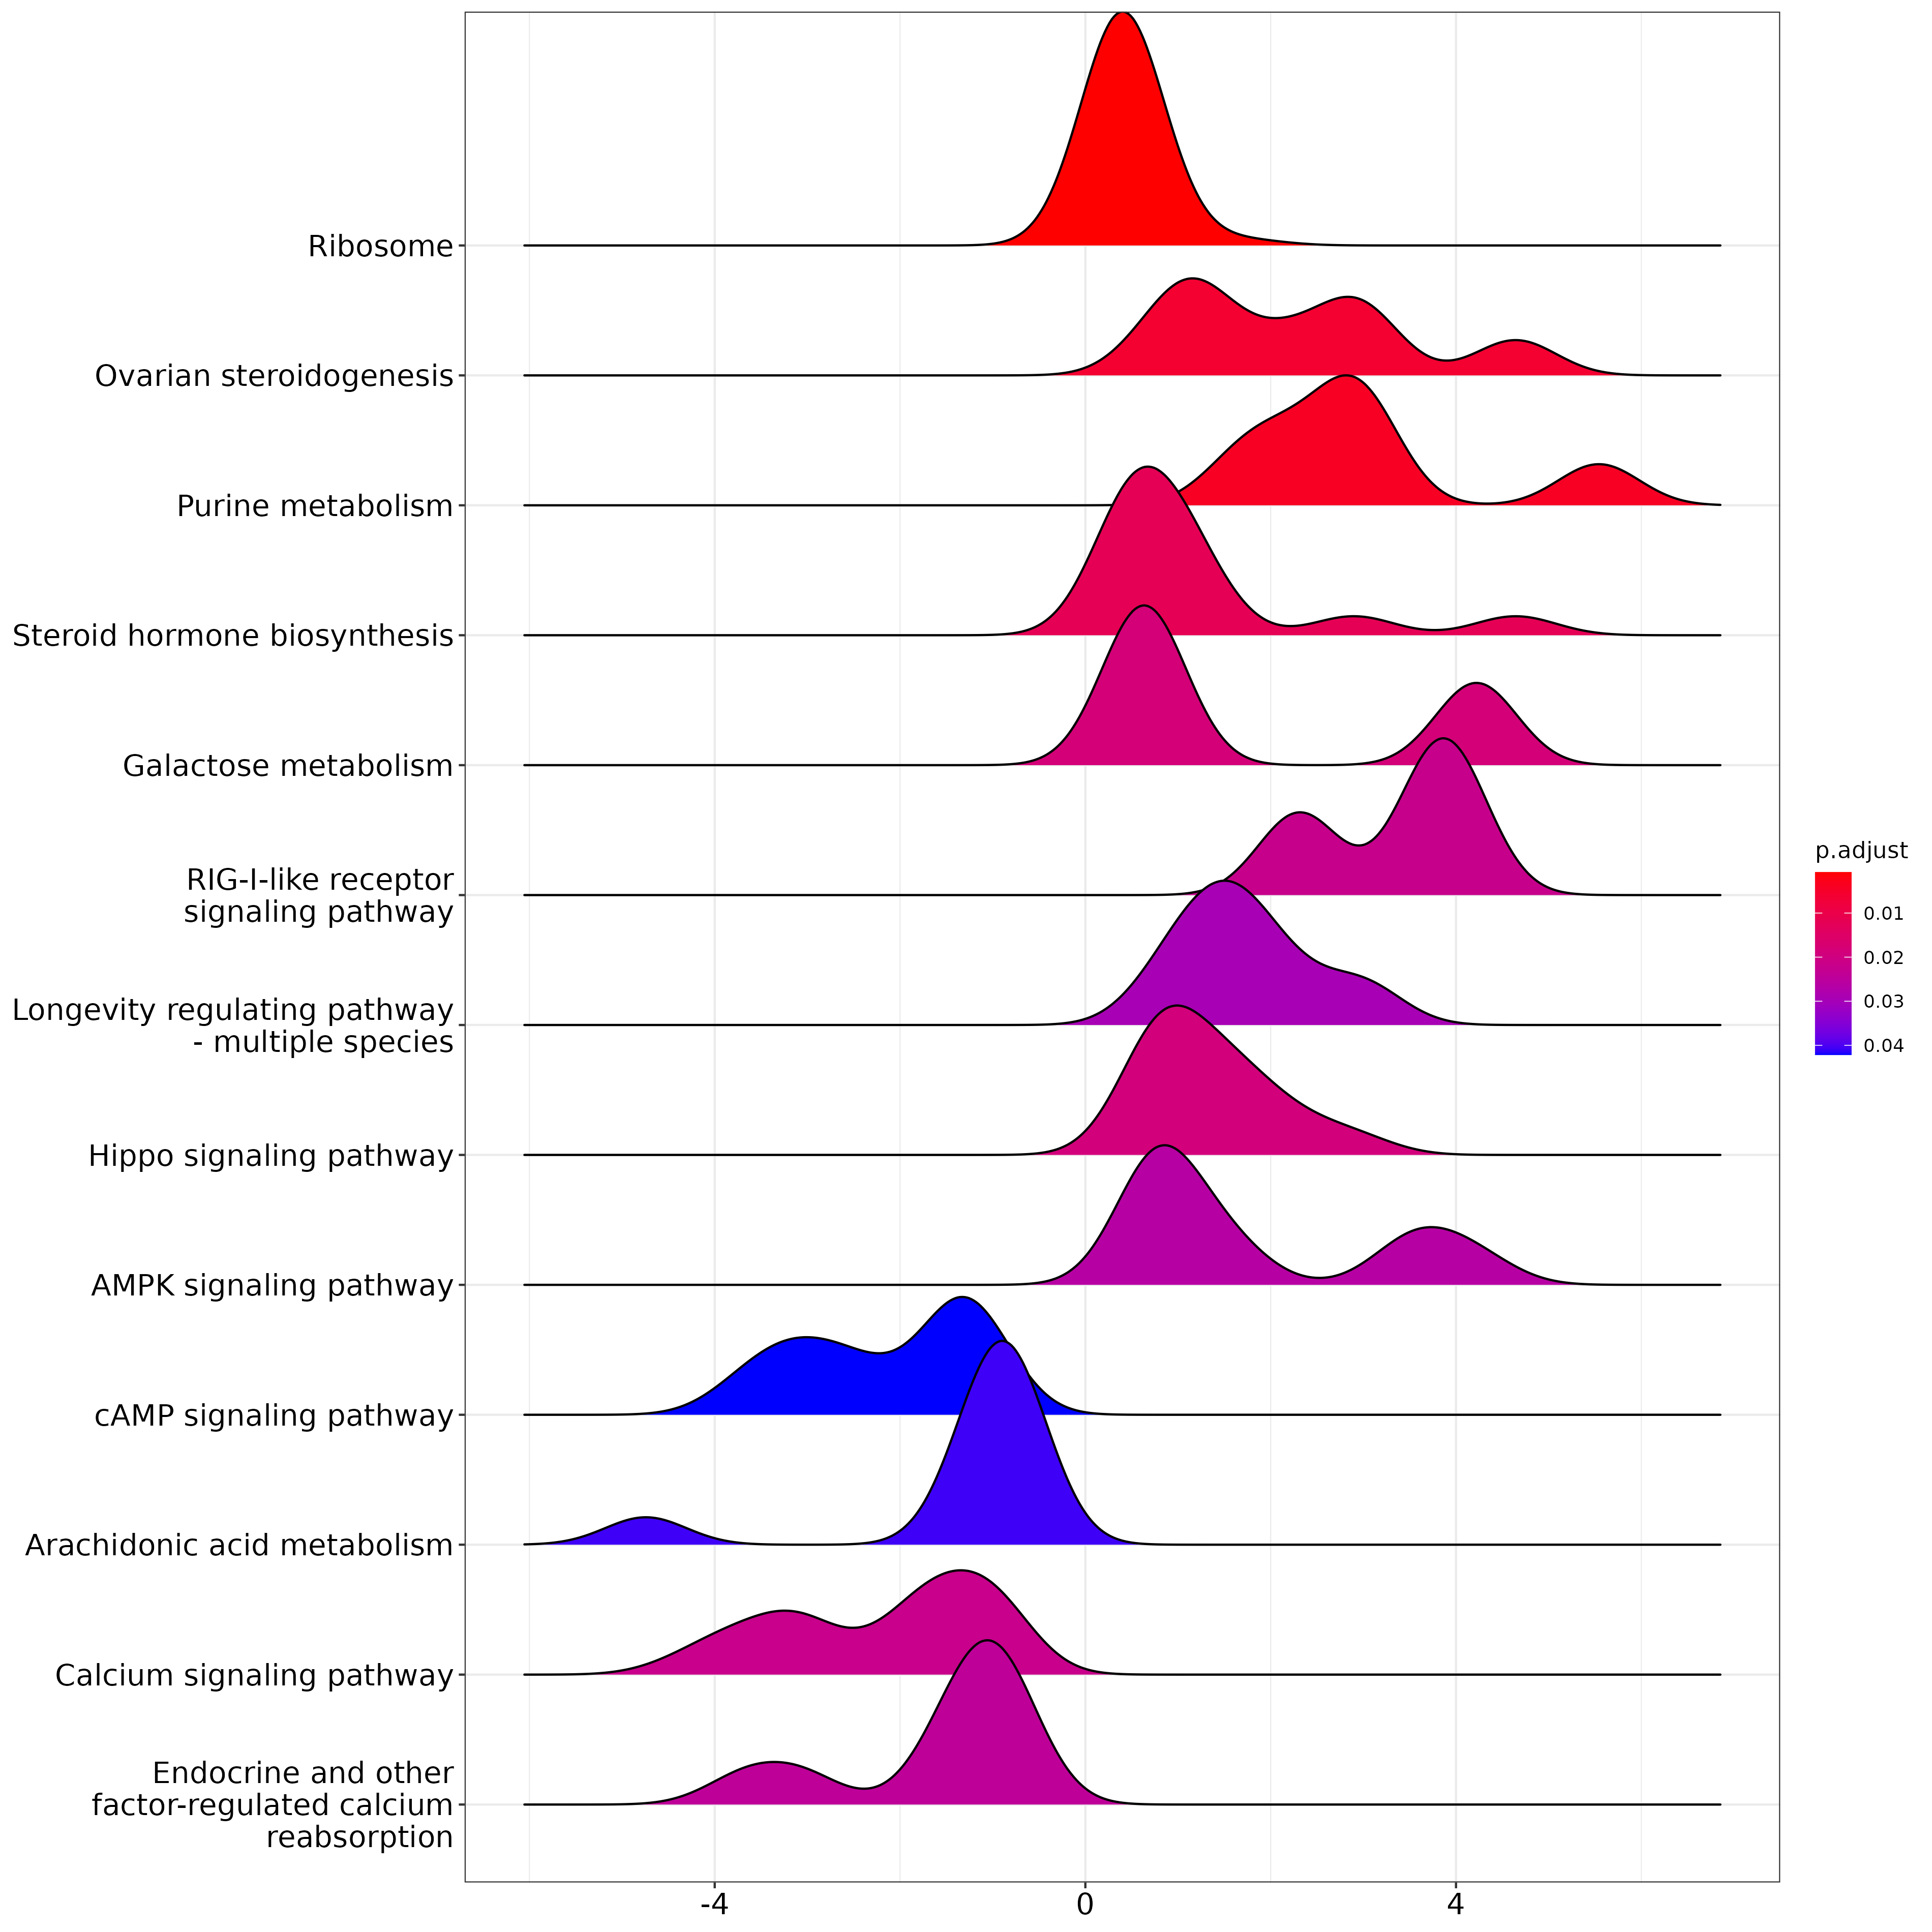 Ribosome
Ovarian steroidogenesis
Purine metabolism
Steroid hormone biosynthesis
Galactose metabolism
RIG-I-like receptor
signaling pathway
Longevity regulating pathway
- multiple species
Hippo signaling pathway
AMPK signaling pathway
cAMP signaling pathway
Arachidonic acid metabolism
Calcium signaling pathway
Endocrine and other
factor-regulated calcium
reabsorption
-4 0 4
p.adjust
0.01
0.02
0.03
0.04